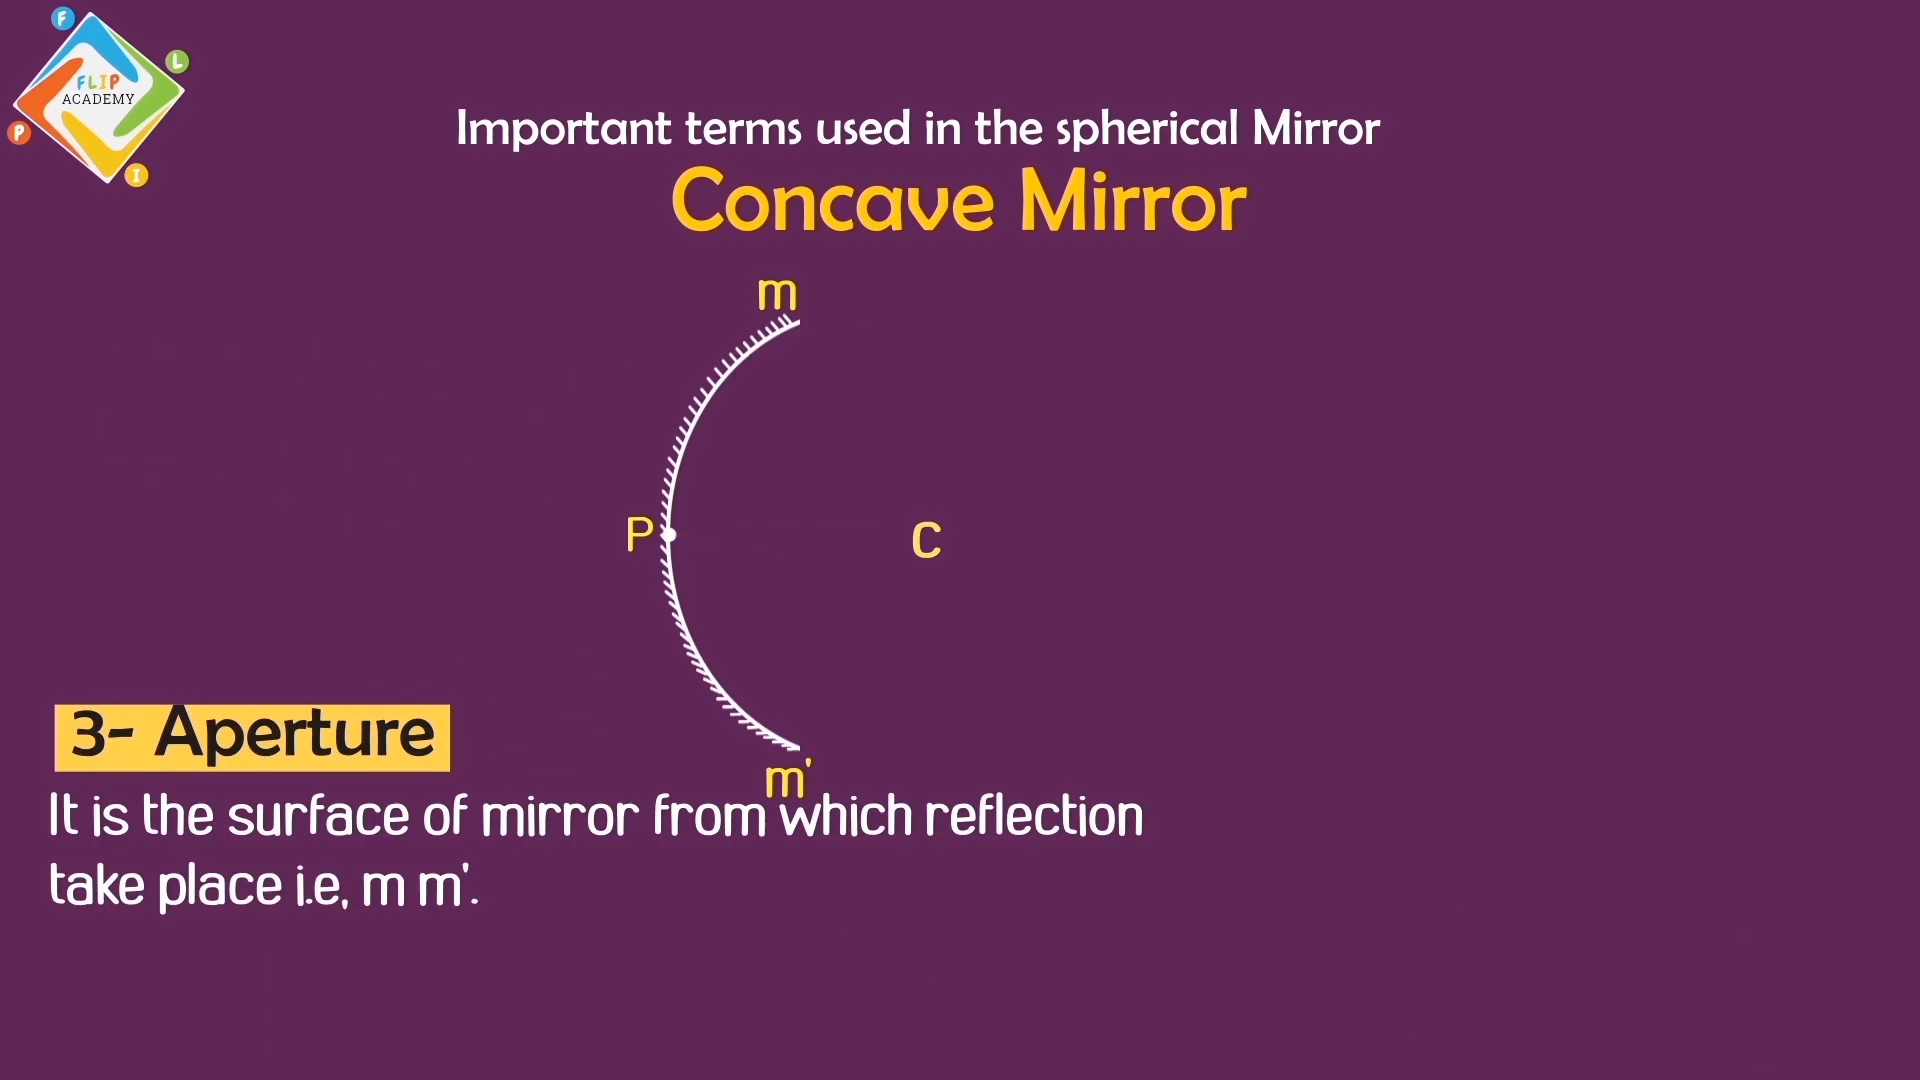 F
L
FLIP
ACADEMY
P
I
Important terms used in the spherical Mirror
Concave Mirror
m
P
C
m'
3- Aperture
It is the surface of mirror from which reflection
take place i.e, m m'.